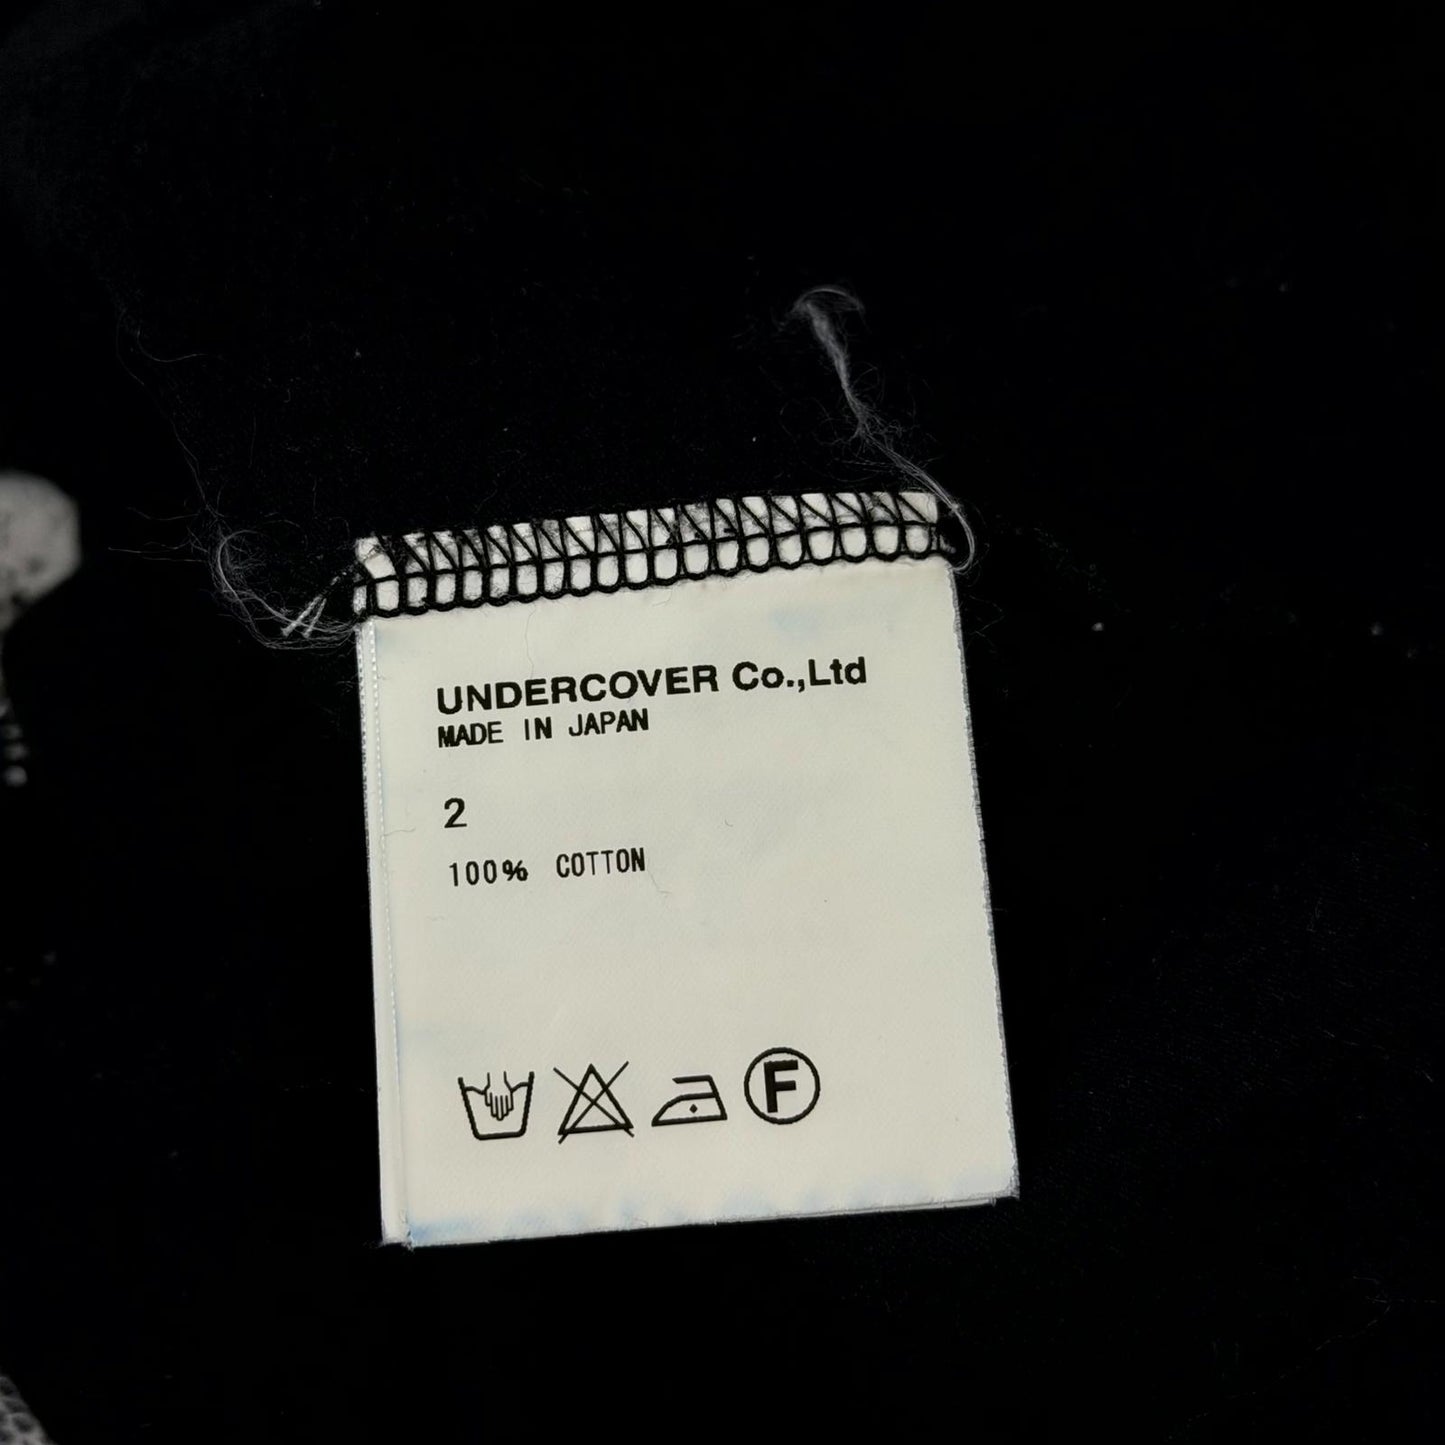 UNDERCOVER Co.,Ltd
MADE IN JAPAN
2
100% COTTON
F